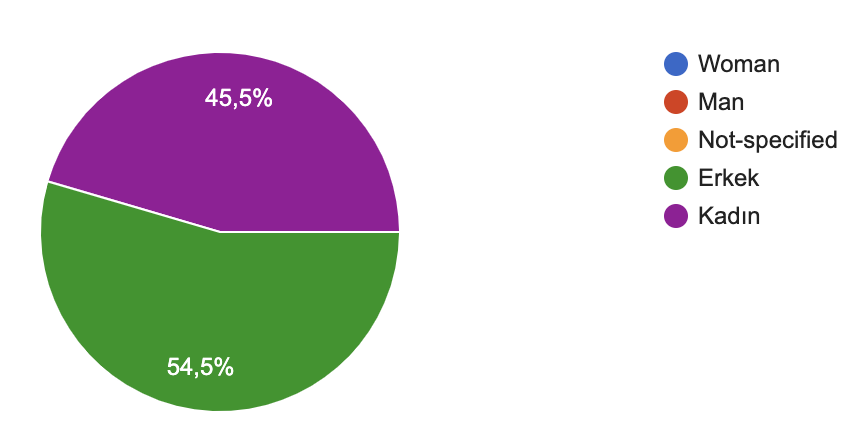 45,5%
54,5%
Woman
Man
Not-specified
Erkek
Kadın